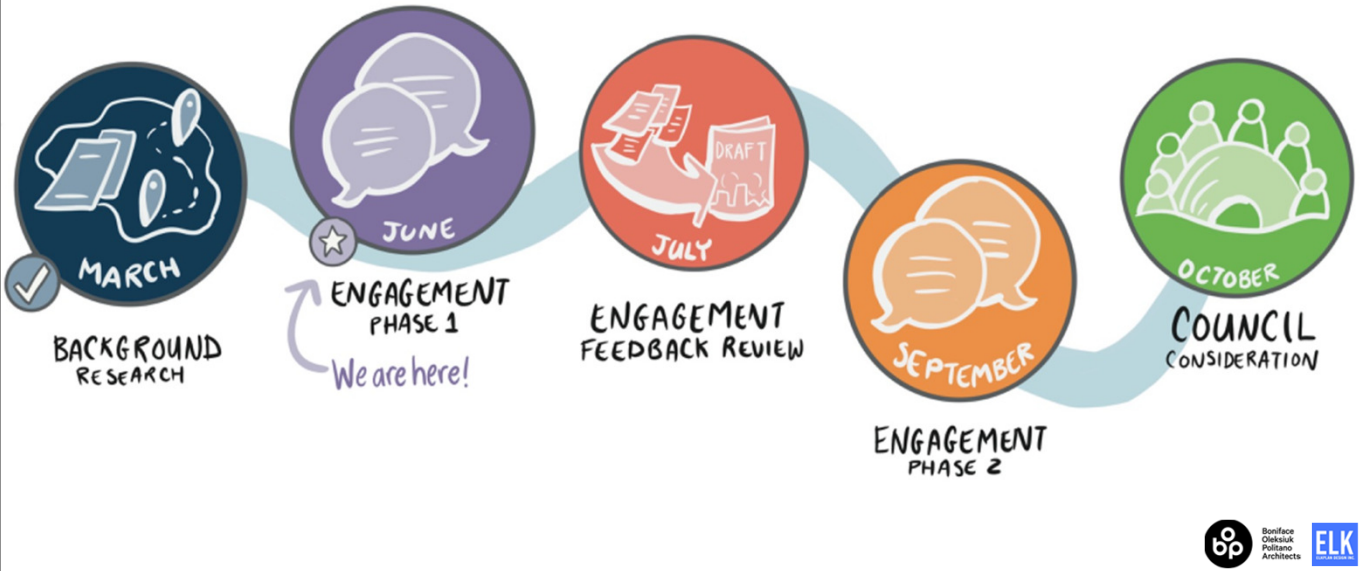 MARCH
BACKGROUND
RESEARCH
JUNE
ENGAGEMENT
PHASE 1
We are here!
DRAFT
JULY
ENGAGEMENT
FEEDBACK REVIEW
SEPTEMBER
ENGAGEMENT
PHASE 2
OCTOBER
COUNCIL
CONSIDERATION
bop
Boniface
Oleksiuk
Politano
Architects
ELK